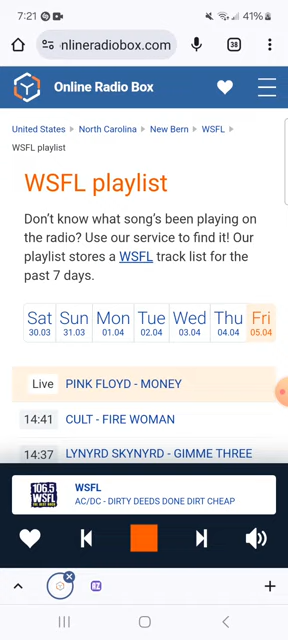 7:21 41%
nlineradiobox.com 38
Online Radio Box
United States North Carolina New Bern WSFL
WSFL playlist
WSFL playlist
Don't know what song's been playing on
the radio? Use our service to find it! Our
playlist stores a WSFL track list for the
past 7 days.
Sat Sun Mon Tue Wed Thu Fri
30.03 31.03 01.04 02.04 03.04 04.04 05.04
Live PINK FLOYD - MONEY
14:41 CULT - FIRE WOMAN
14:37 LYNYRD SKYNYRD - GIMME THREE
106.5 WSFL
WSFL
AC/DC - DIRTY DEEDS DONE DIRT CHEAP